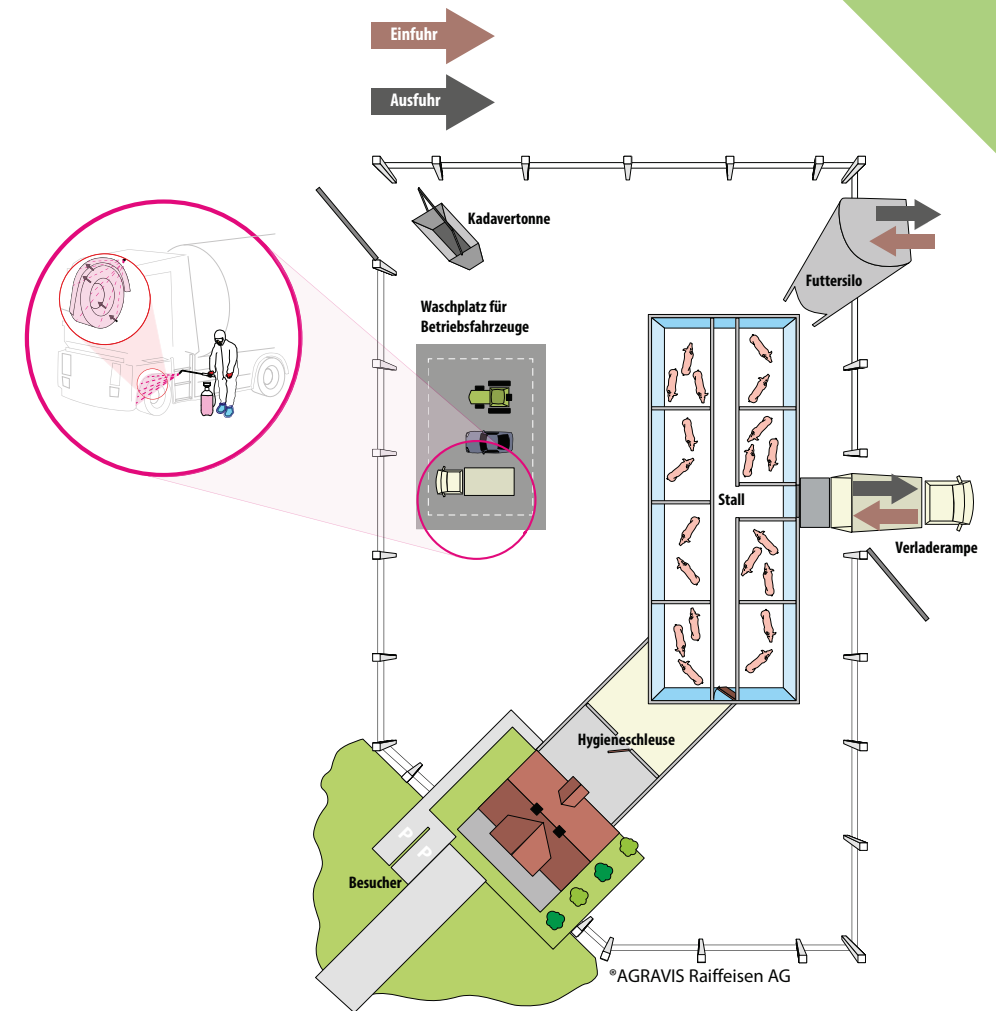 Einfuhr
Ausfuhr
Kadavertonne
Futtersilo
Waschplatz für
Betriebsfahrzeuge
Stall
Verladerampe
Hygieneschleuse
P
P
Besucher
®AGRAVIS Raiffeisen AG